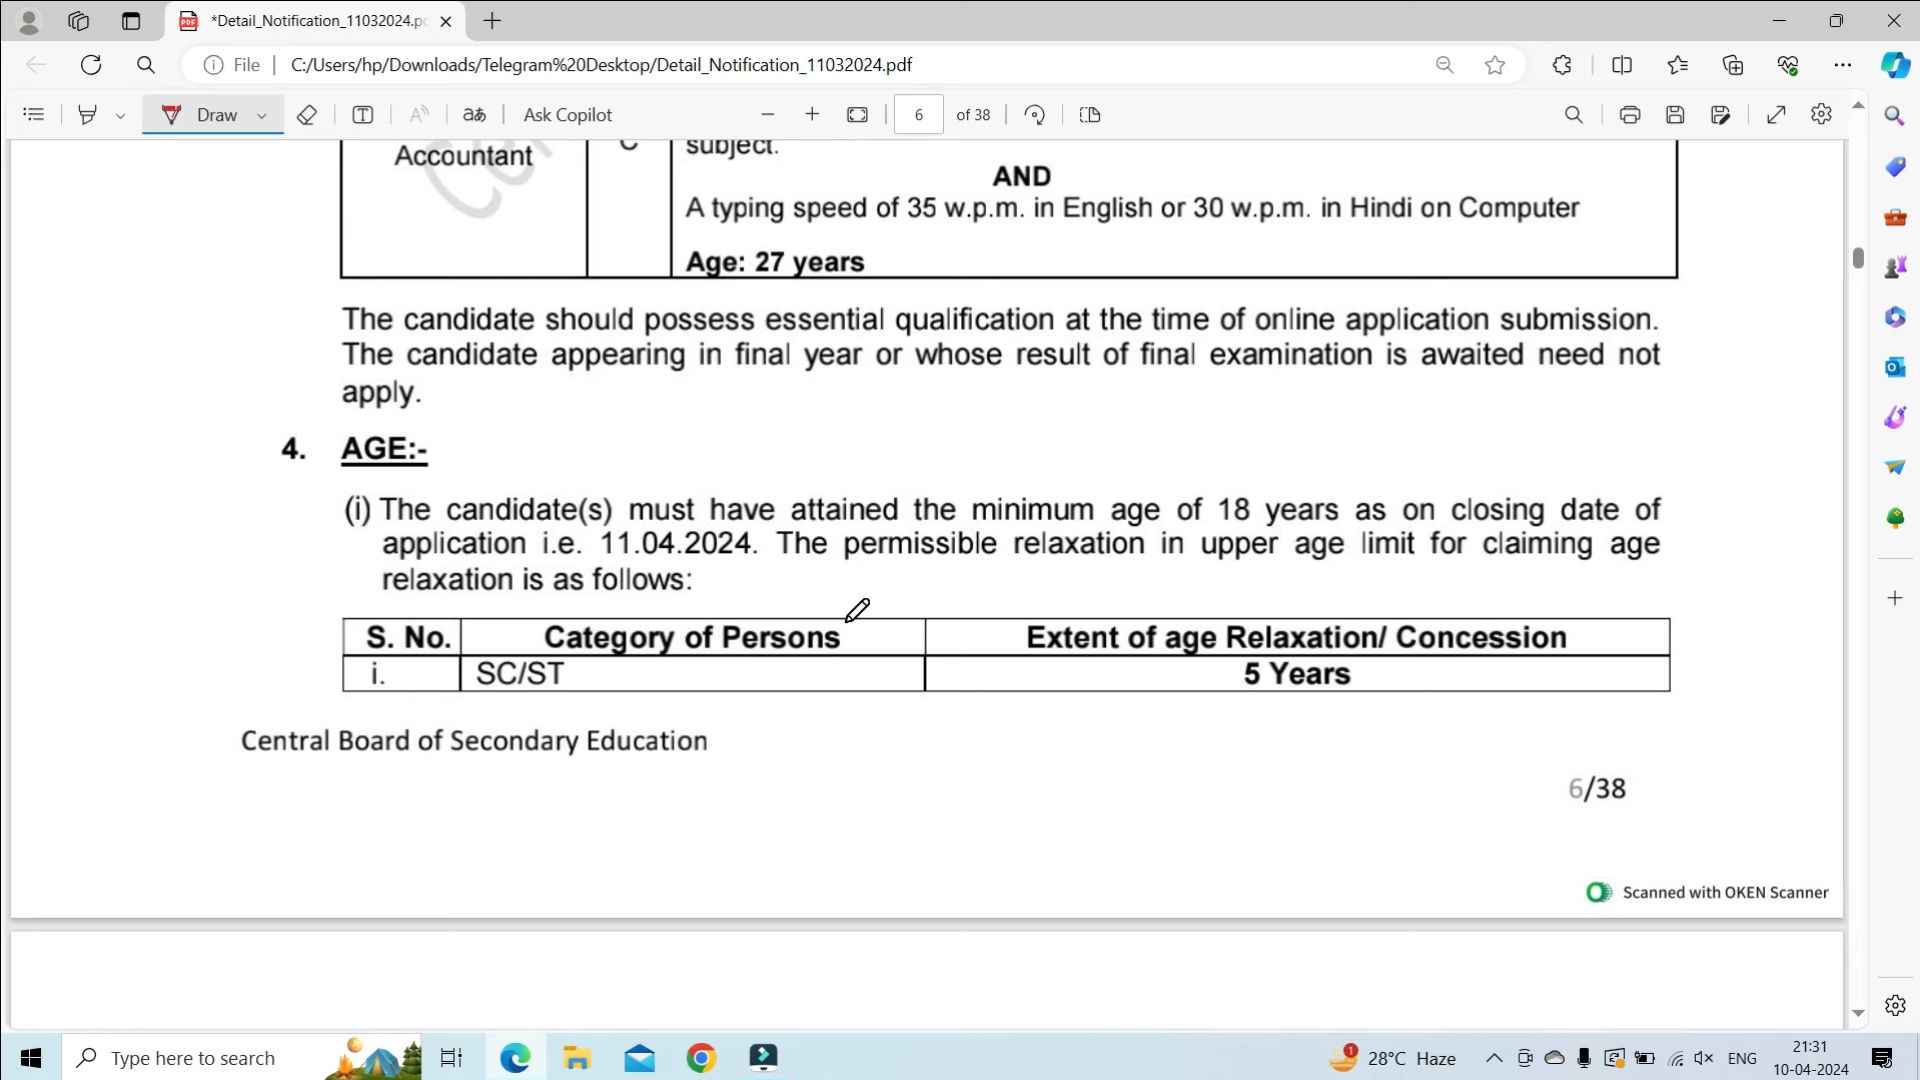 *Detail_Notification_11032024.pc
File
C:/Users/hp/Downloads/Telegram%20Desktop/Detail_Notification_11032024.pdf
Draw
Ask Copilot
6 of 38
Accountant
C
subject.
AND
A typing speed of 35 w.p.m. in English or 30 w.p.m. in Hindi on Computer
Age: 27 years
The candidate should possess essential qualification at the time of online application submission.
The candidate appearing in final year or whose result of final examination is awaited need not
apply.
4. AGE:-
(i) The candidate(s) must have attained the minimum age of 18 years as on closing date of
application i.e. 11.04.2024. The permissible relaxation in upper age limit for claiming age
relaxation is as follows:
S. No. Category of Persons Extent of age Relaxation/ Concession
i. SC/ST 5 Years
Central Board of Secondary Education
6/38
Scanned with OKEN Scanner
Type here to search
1
28°C Haze
ENG
21:31
10-04-2024